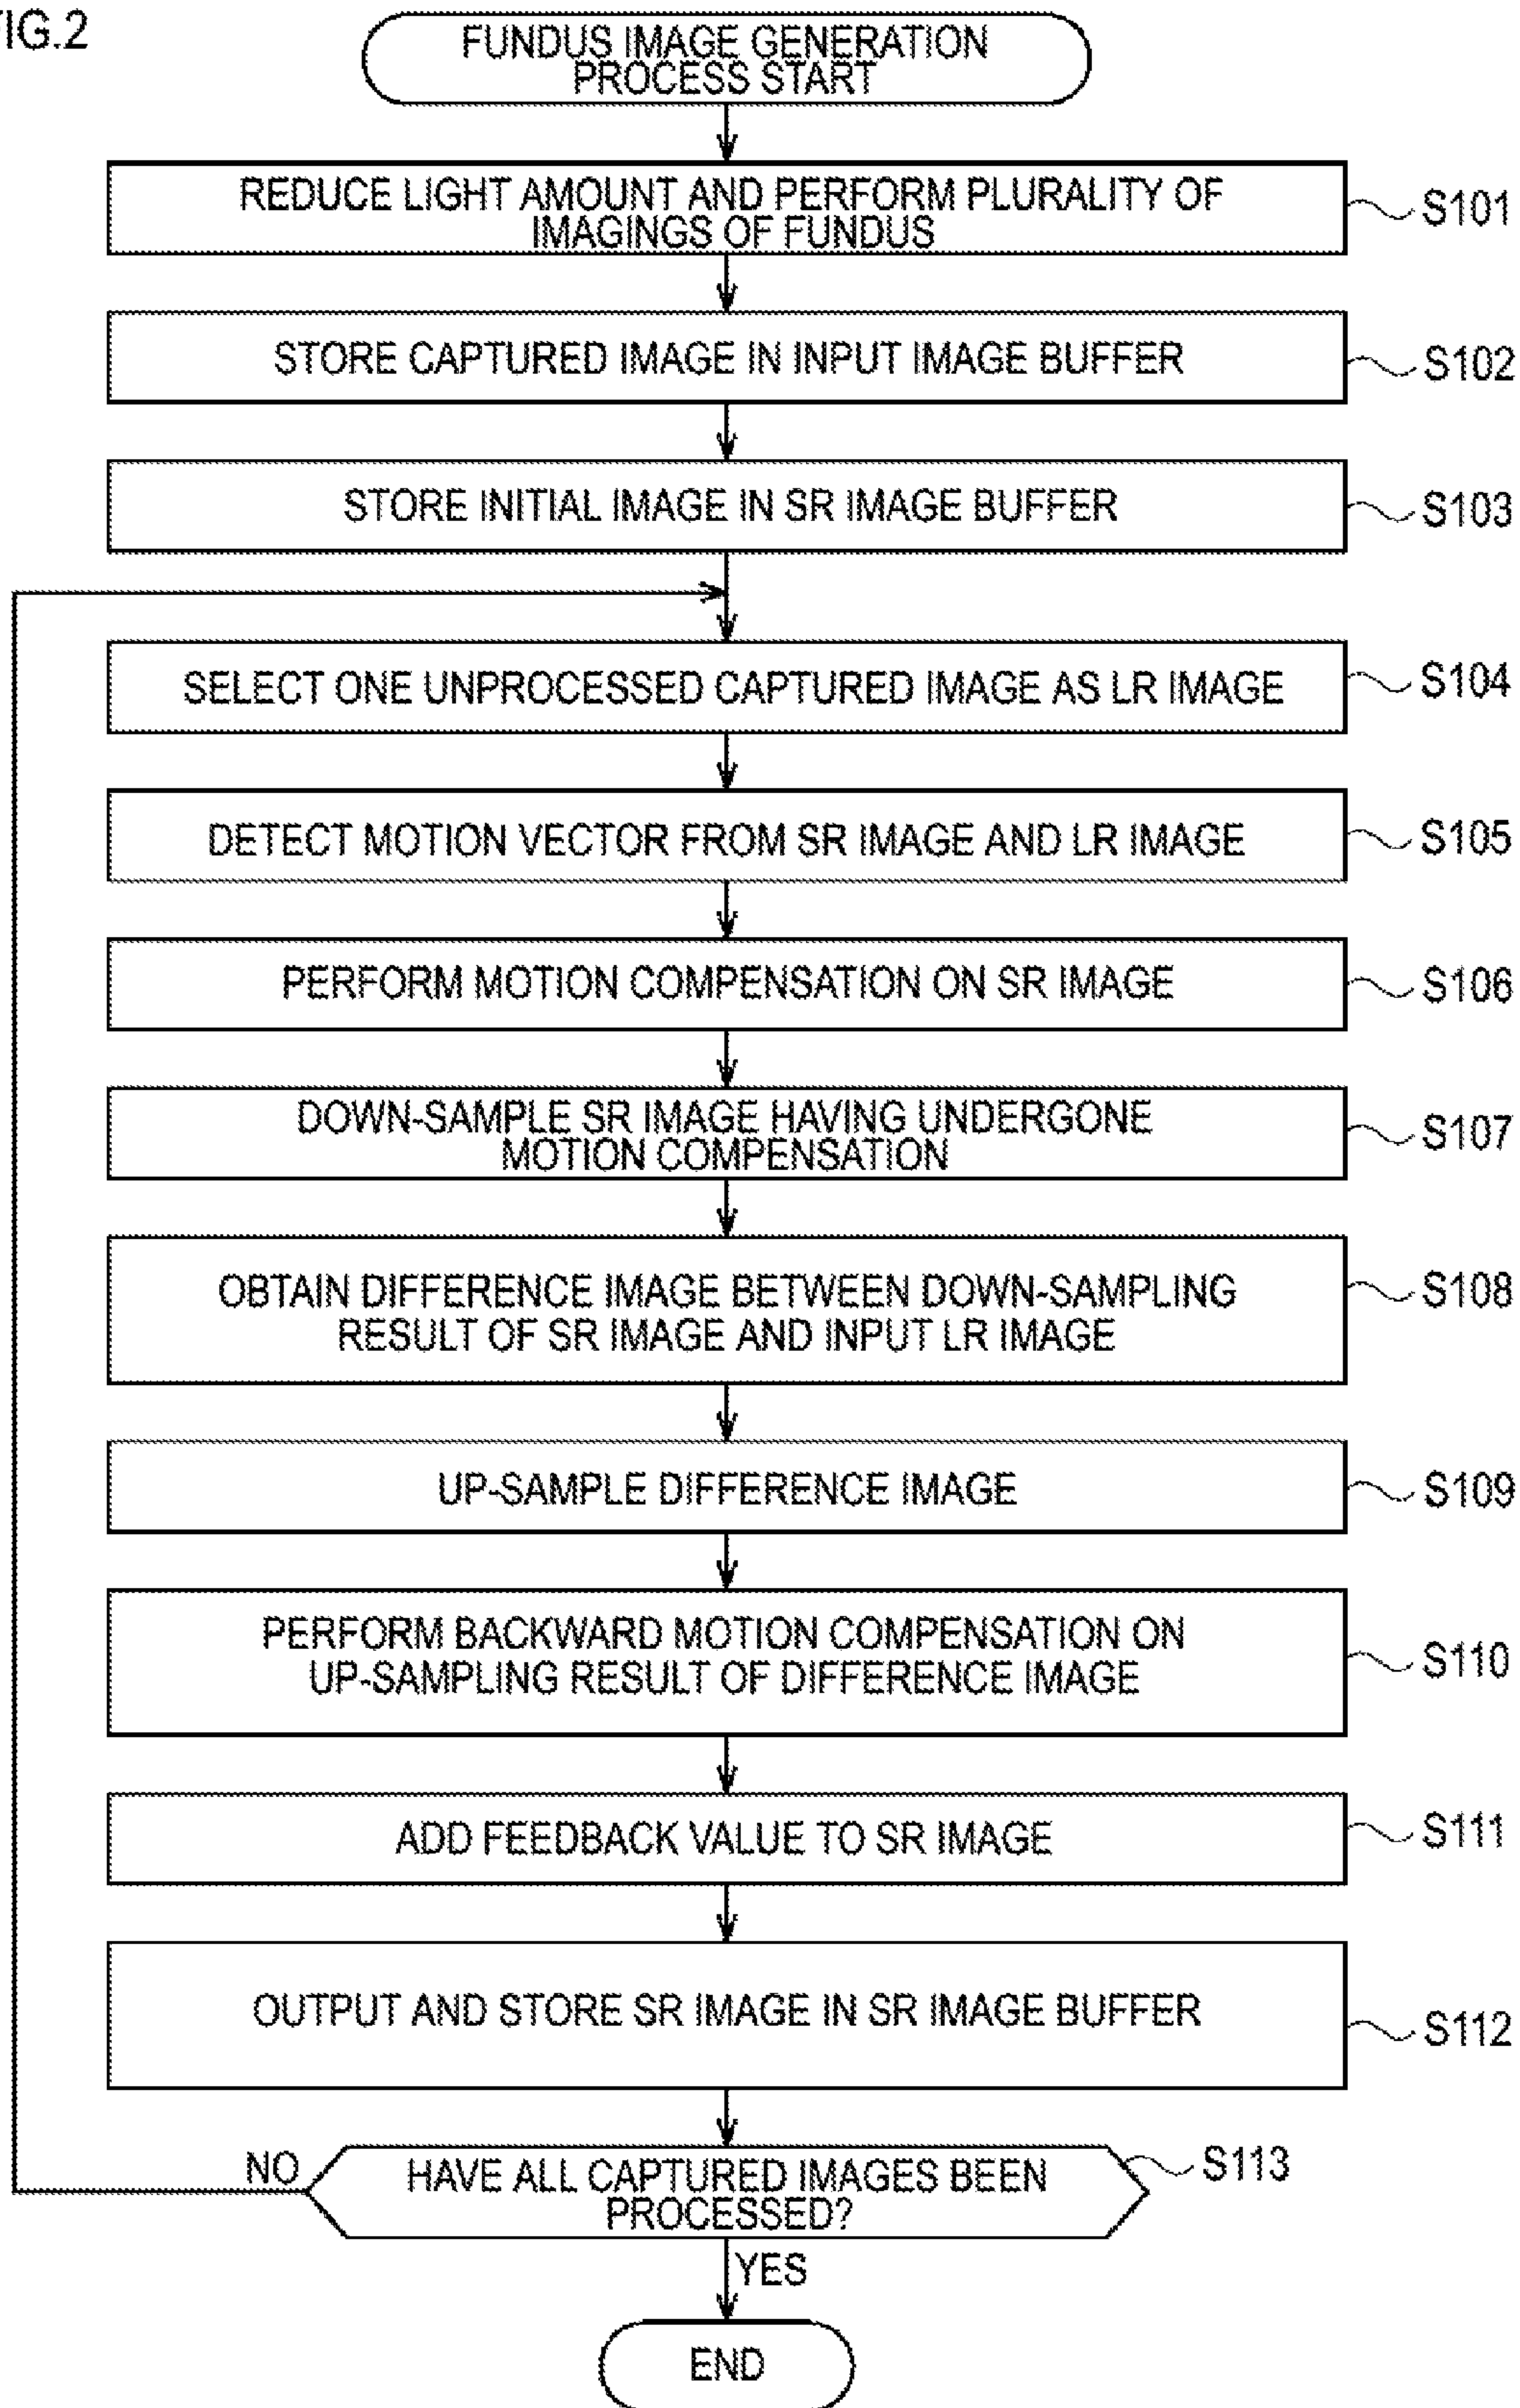 FIG.2
FUNDUS IMAGE GENERATION
PROCESS START
REDUCE LIGHT AMOUNT AND PERFORM PLURALITY OF
IMAGINGS OF FUNDUS
S101
STORE CAPTURED IMAGE IN INPUT IMAGE BUFFER
S102
STORE INITIAL IMAGE IN SR IMAGE BUFFER
S103
SELECT ONE UNPROCESSED CAPTURED IMAGE AS LR IMAGE
S104
DETECT MOTION VECTOR FROM SR IMAGE AND LR IMAGE
S105
PERFORM MOTION COMPENSATION ON SR IMAGE
S106
DOWN-SAMPLE SR IMAGE HAVING UNDERGONE
MOTION COMPENSATION
S107
OBTAIN DIFFERENCE IMAGE BETWEEN DOWN-SAMPLING
RESULT OF SR IMAGE AND INPUT LR IMAGE
S108
UP-SAMPLE DIFFERENCE IMAGE
S109
PERFORM BACKWARD MOTION COMPENSATION ON
UP-SAMPLING RESULT OF DIFFERENCE IMAGE
S110
ADD FEEDBACK VALUE TO SR IMAGE
S111
OUTPUT AND STORE SR IMAGE IN SR IMAGE BUFFER
S112
NO
HAVE ALL CAPTURED IMAGES BEEN
PROCESSED?
S113
YES
END